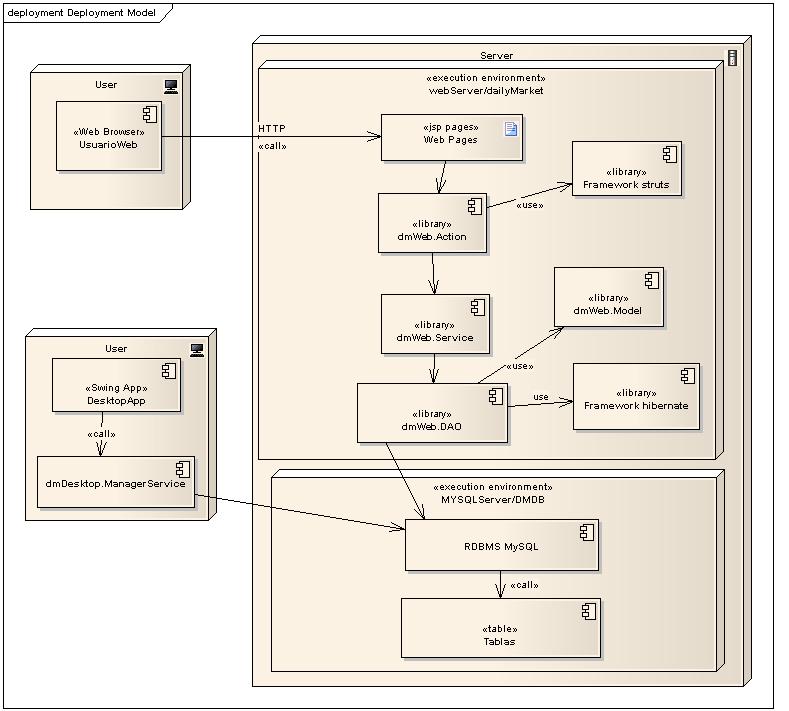 deployment Deployment Model
Server
«execution environment»
webServer/dailyMarket
User
«Web Browser»
UsuarioWeb
HTTP
«call»
«jsp pages»
Web Pages
«library»
Framework struts
«use»
«library»
dmWeb.Action
«library»
dmWeb.Model
«library»
dmWeb.Service
«use»
User
«Swing App»
DesktopApp
«call»
dmDesktop.ManagerService
«library»
dmWeb.DAO
use
«library»
Framework hibernate
«execution environment»
MYSQLServer/DMDB
RDBMS MySQL
«call»
«table»
Tablas